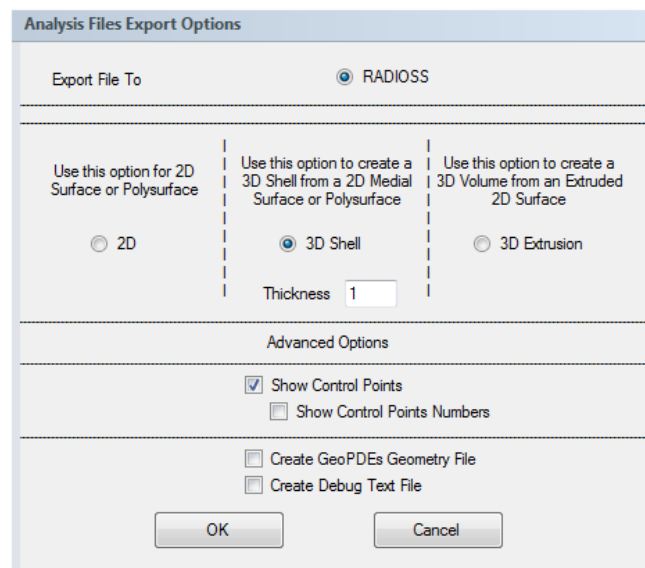 Analysis Files Export Options
Export File To
RADIOSS
Use this option for 2D
Surface or Polysurface
2D
Use this option to create a
3D Shell from a 2D Medial
Surface or Polysurface
3D Shell
Thickness 1
Use this option to create a
3D Volume from an Extruded
2D Surface
3D Extrusion
Advanced Options
Show Control Points
Show Control Points Numbers
Create GeoPDEs Geometry File
Create Debug Text File
OK
Cancel